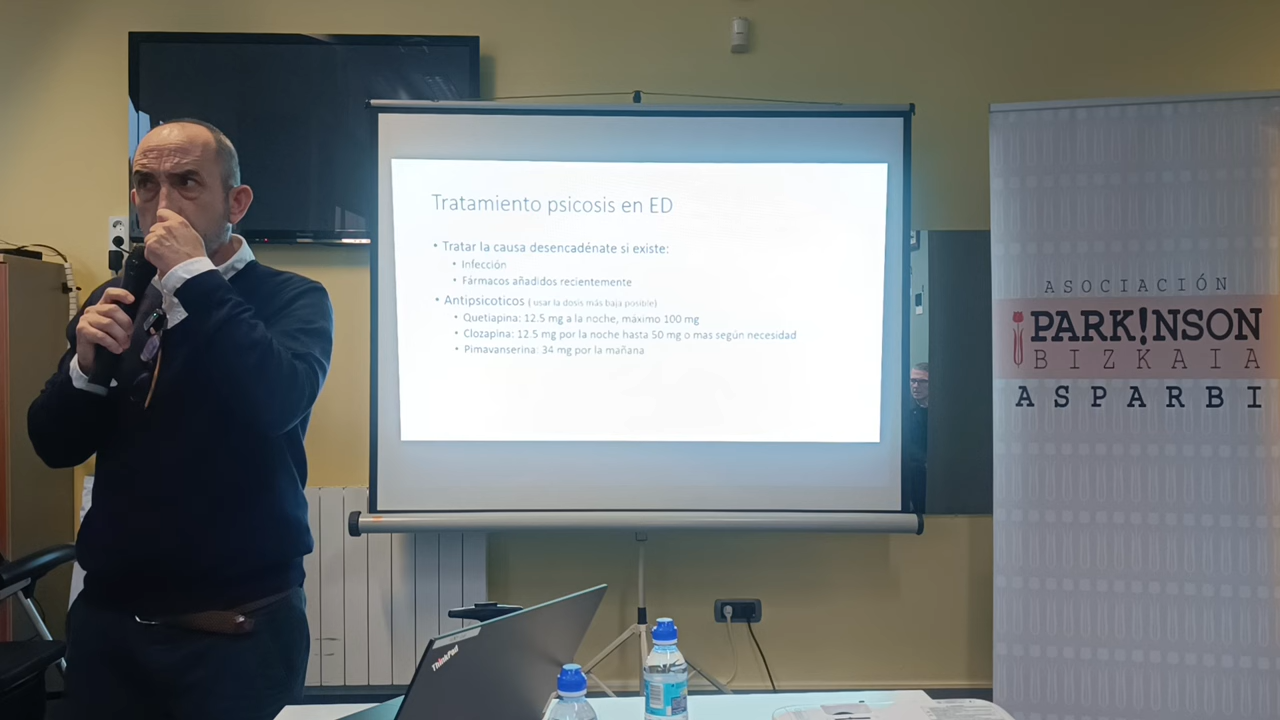 Tratamiento psicosis en ED
• Tratar la causa desencadénate si existe:
• Infección
• Fármacos añadidos recientemente
• Antipsicoticos ( usar la dosis más baja posible)
• Quetiapina: 12.5 mg a la noche, máximo 100 mg
• Clozapina: 12.5 mg por la noche hasta 50 mg o mas según necesidad
• Pimavanserina: 34 mg por la mañana
ASOCIACIÓN
PARK!NSON
BIZKAIA
ASPARBI
ThinkPad